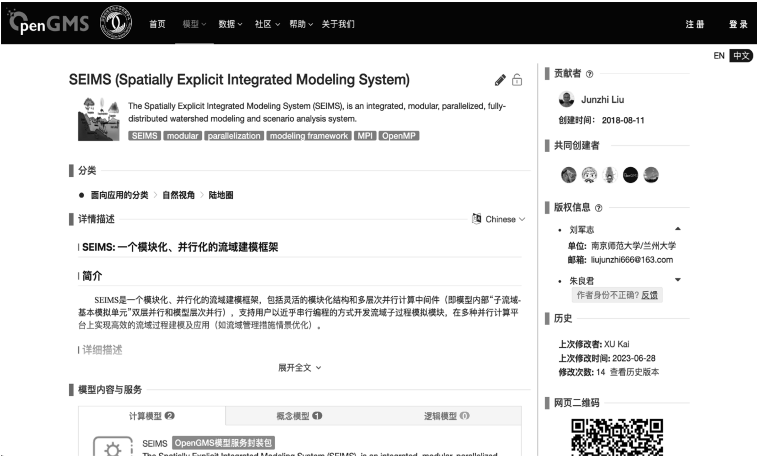 OpenGMS 首页 模型 数据 社区 帮助 关于我们 注册 登录
EN 中文
SEIMS (Spatially Explicit Integrated Modeling System)
The Spatially Explicit Integrated Modeling System (SEIMS), is an integrated, modular, parallelized, fully-
distributed watershed modeling and scenario analysis system.
SEIMS modular parallelization modeling framework MPI OpenMP
分类
面向应用的分类 > 自然视角 > 陆地圈
详情描述 Chinese
SEIMS: 一个模块化、并行化的流域建模框架
简介
SEIMS是一个模块化、并行化的流域建模框架，包括灵活的模块化结构和多层次并行计算中间件（即模型内部“子流域-
基本模拟单元”双层并行和模型层次并行），支持用户以近乎串行编程的方式开发流域子过程模拟模块，在多种并行计算平
台上实现高效的流域过程建模及应用（如流域管理措施情景优化）。
详细描述
展开全文
模型内容与服务
计算模型 2 概念模型 1 逻辑模型 0
SEIMS OpenGMS模型服务封装包
The Spatially Explicit Integrated Modeling System (SEIMS), is an integrated, modular, parallelized,
贡献者
Junzhi Liu
创建时间： 2018-08-11
共同创建者
版权信息
刘军志
单位: 南京师范大学/兰州大学
邮箱: liujunzhi666@163.com
朱良君
作者身份不正确? 反馈
历史
上次修改者: XU Kai
上次修改时间: 2023-06-28
修改次数: 14 查看历史版本
网页二维码